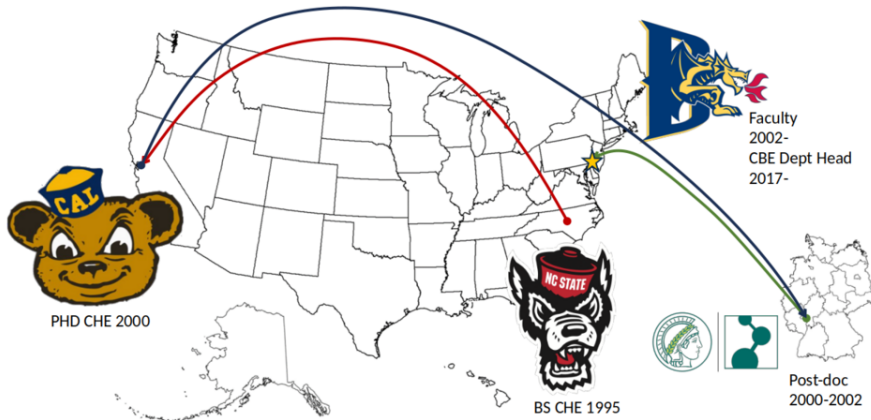 Faculty
2002-
CBE Dept Head
2017-
CAL
PHD CHE 2000
NC STATE
BS CHE 1995
Post-doc
2000-2002
B